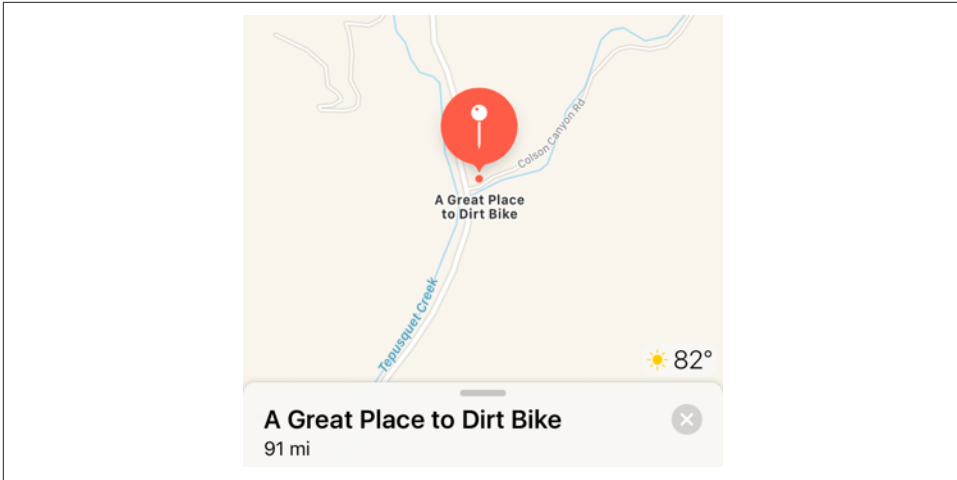 Colson Canyon Rd
A Great Place
to Dirt Bike
Tepusquet Creek
82°
A Great Place to Dirt Bike
91 mi